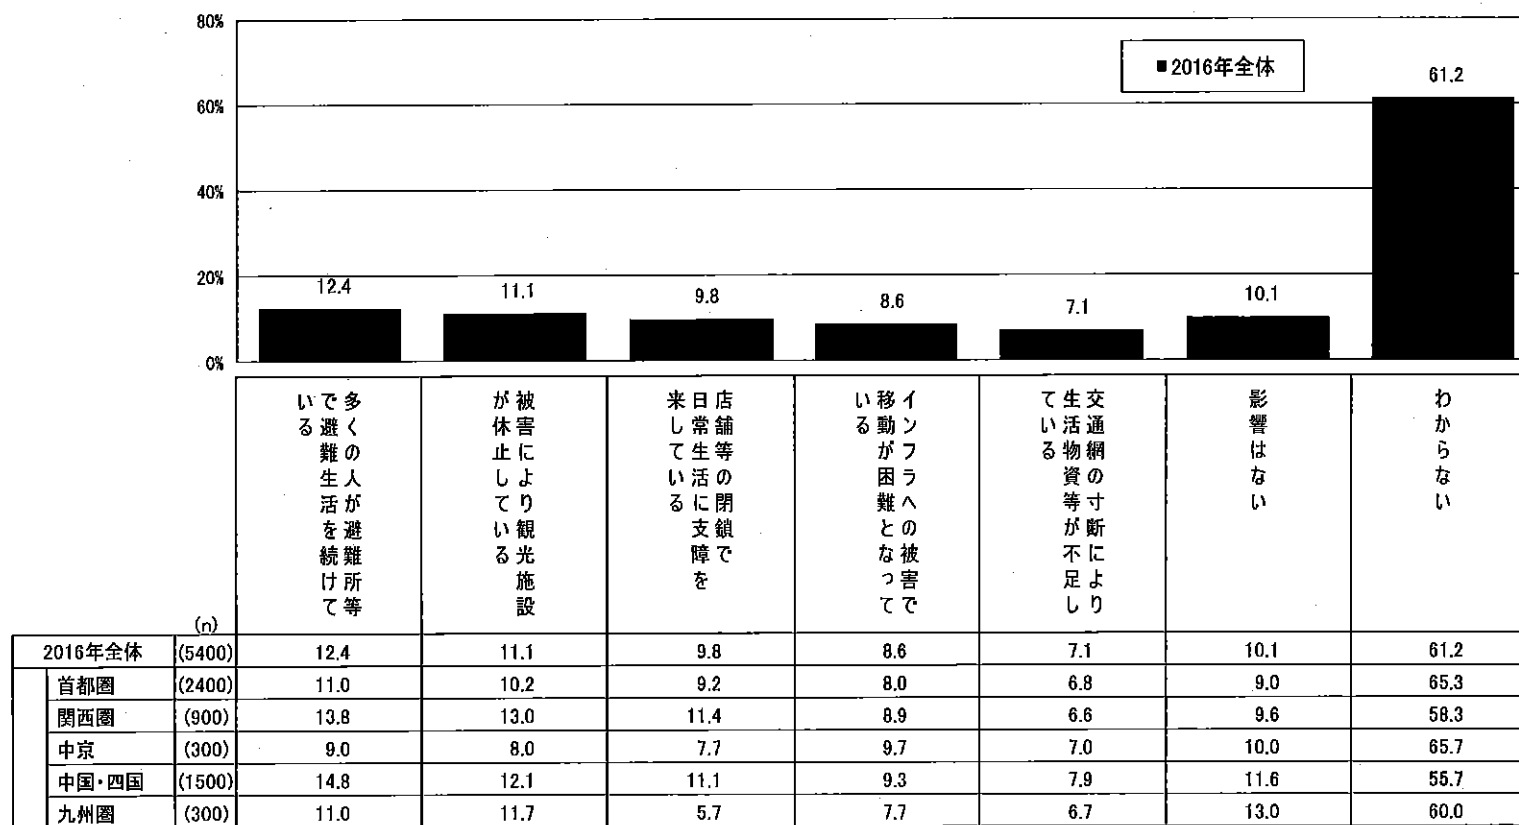 80%
■2016年全体
61.2
60%
40%
20%
12.4
11.1
9.8
8.6
7.1
10.1
0%
多くの人が避難所等
で避難生活を続けて
いる
被害により観光施設
が休止している
店舗等の閉鎖で
日常生活に支障を
来している
インフラへの被害で
移動が困難となって
いる
交通網の寸断により
生活物資等が不足し
ている
影響はない
わからない
(n)
2016年全体 (5400) 12.4 11.1 9.8 8.6 7.1 10.1 61.2
首都圏 (2400) 11.0 10.2 9.2 8.0 6.8 9.0 65.3
関西圏 (900) 13.8 13.0 11.4 8.9 6.6 9.6 58.3
中京 (300) 9.0 8.0 7.7 9.7 7.0 10.0 65.7
中国・四国 (1500) 14.8 12.1 11.1 9.3 7.9 11.6 55.7
九州圏 (300) 11.0 11.7 5.7 7.7 6.7 13.0 60.0